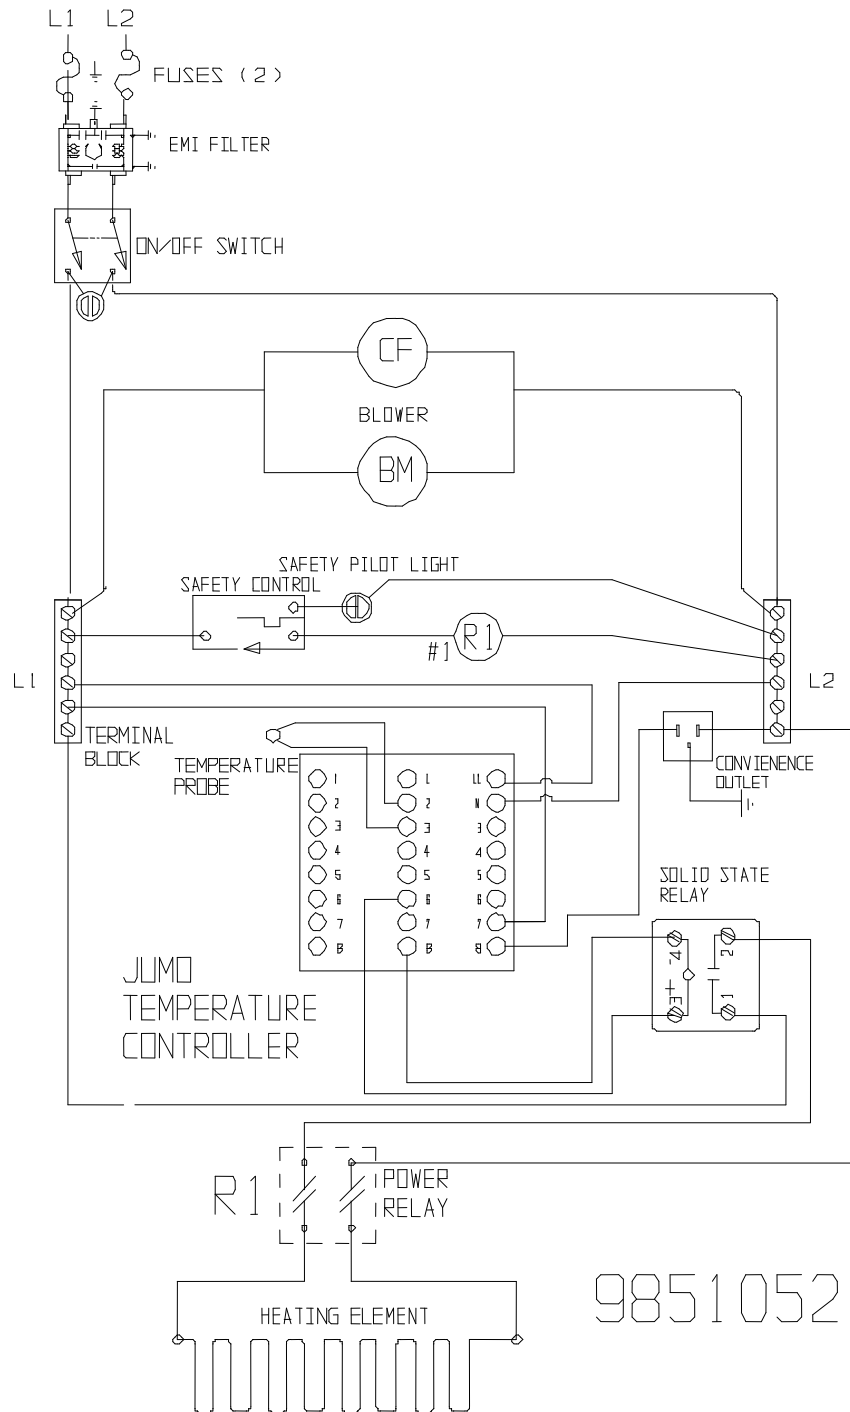 L1 L2
FUSES (2)
EMI FILTER
ON/OFF SWITCH
CF
BLOWER
BM
SAFETY PILOT LIGHT
SAFETY CONTROL
R1
#1
L1
L2
TERMINAL
BLOCK
TEMPERATURE
PROBE
CONVIENENCE
OUTLET
1 1 L1
2 2 N
3 3 3
4 4 4
5 5 5
6 6 6
7 7 7
8 8 8
SOLID STATE
RELAY
-4 2
+3 1
JUMO
TEMPERATURE
CONTROLLER
R1
POWER
RELAY
HEATING ELEMENT
9851052